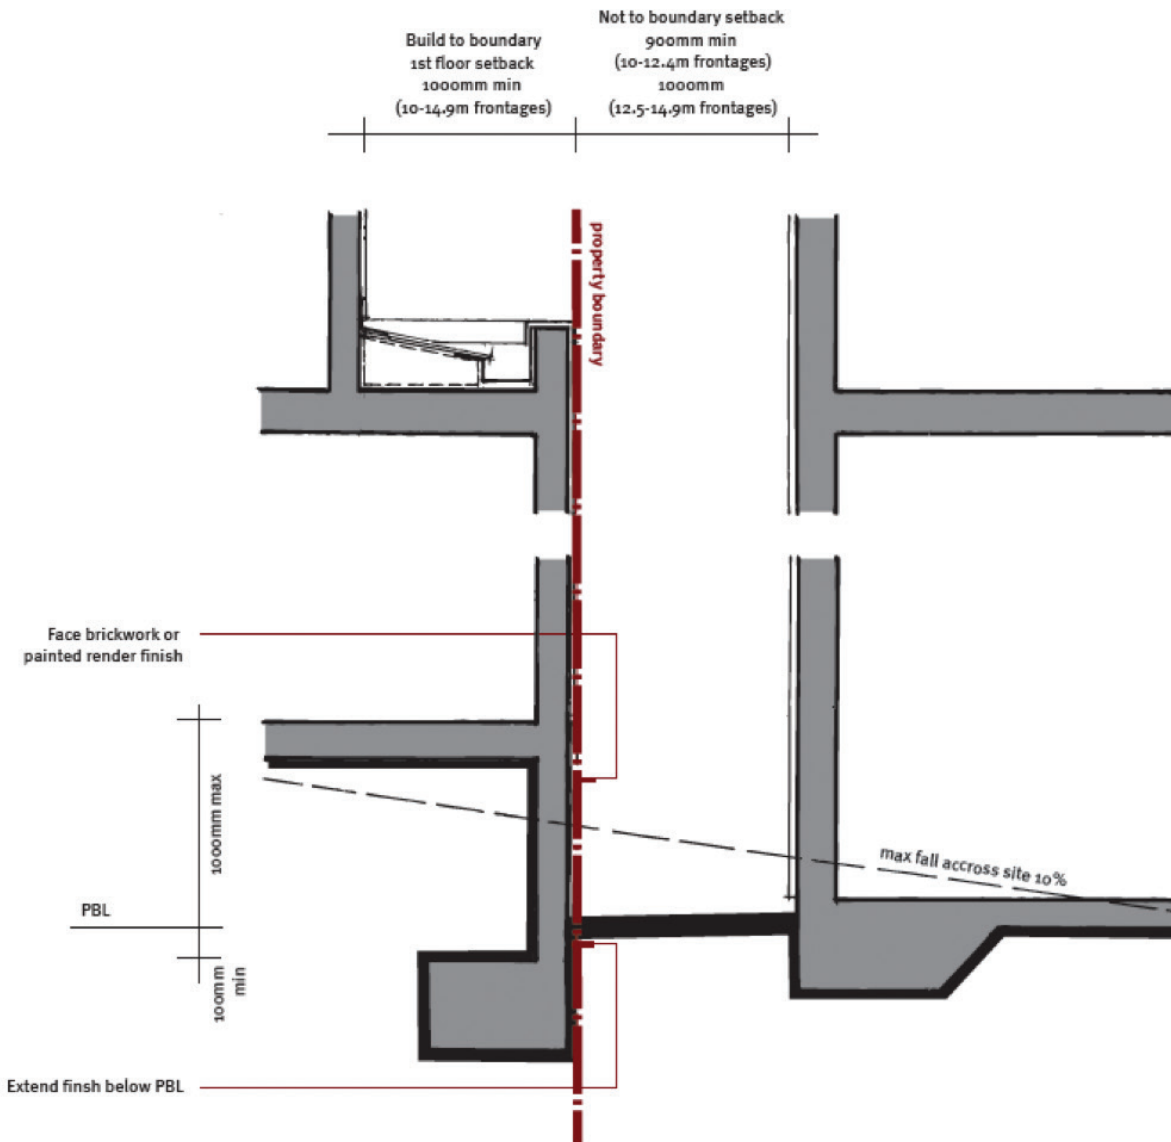 Build to boundary
1st floor setback
1000mm min
(10-14.9m frontages)
Not to boundary setback
900mm min
(10-12.4m frontages)
1000mm
(12.5-14.9m frontages)
property boundary
Face brickwork or
painted render finish
1000mm max
max fall accross site 10%
PBL
100mm
min
Extend finsh below PBL